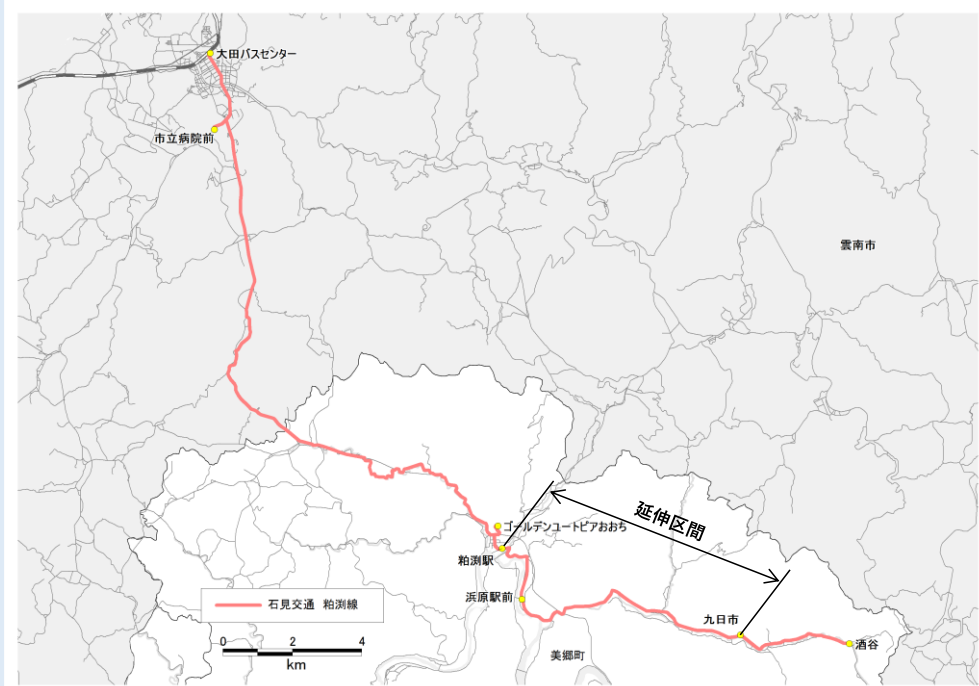 大田バスセンター
市立病院前
雲南市
延伸区間
ゴールデンユートピアおおち
粕渕駅
浜原駅前
石見交通 粕渕線
九日市
酒谷
0 2 4
km
美郷町